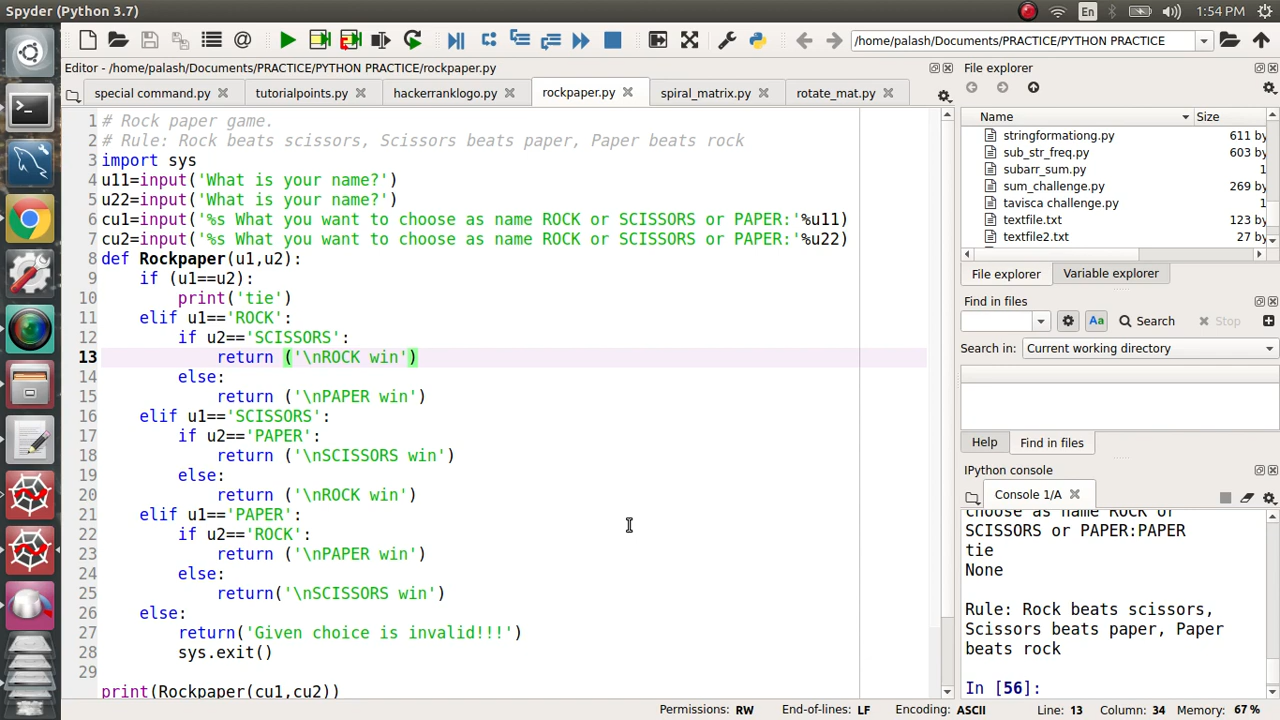 Spyder (Python 3.7)
En
1:54 PM
/home/palash/Documents/PRACTICE/PYTHON PRACTICE
Editor - /home/palash/Documents/PRACTICE/PYTHON PRACTICE/rockpaper.py
special command.py
tutorialpoints.py
hackerranklogo.py
rockpaper.py
spiral_matrix.py
rotate_mat.py
1 # Rock paper game.
2 # Rule: Rock beats scissors, Scissors beats paper, Paper beats rock
3 import sys
4 u11=input('What is your name?')
5 u22=input('What is your name?')
6 cu1=input('%s What you want to choose as name ROCK or SCISSORS or PAPER:'%u11)
7 cu2=input('%s What you want to choose as name ROCK or SCISSORS or PAPER:'%u22)
8 def Rockpaper(u1,u2):
9     if (u1==u2):
10         print('tie')
11     elif u1=='ROCK':
12         if u2=='SCISSORS':
13             return ('\nROCK win')
14         else:
15             return ('\nPAPER win')
16     elif u1=='SCISSORS':
17         if u2=='PAPER':
18             return ('\nSCISSORS win')
19         else:
20             return ('\nROCK win')
21     elif u1=='PAPER':
22         if u2=='ROCK':
23             return ('\nPAPER win')
24         else:
25             return('\nSCISSORS win')
26     else:
27         return('Given choice is invalid!!!')
28         sys.exit()
29
print(Rockpaper(cu1,cu2))
File explorer
Name Size
stringformationg.py 611 by
sub_str_freq.py 603 by
subarr_sum.py 1
sum_challenge.py 269 by
tavisca challenge.py 1
textfile.txt 123 by
textfile2.txt 27 by
File explorer Variable explorer
Find in files
Aa Search Stop
Search in: Current working directory
Help Find in files
IPython console
Console 1/A
choose as name ROCK or
SCISSORS or PAPER:PAPER
tie
None
Rule: Rock beats scissors,
Scissors beats paper, Paper
beats rock
In [56]:
Permissions: RW End-of-lines: LF Encoding: ASCII Line: 13 Column: 34 Memory: 67 %